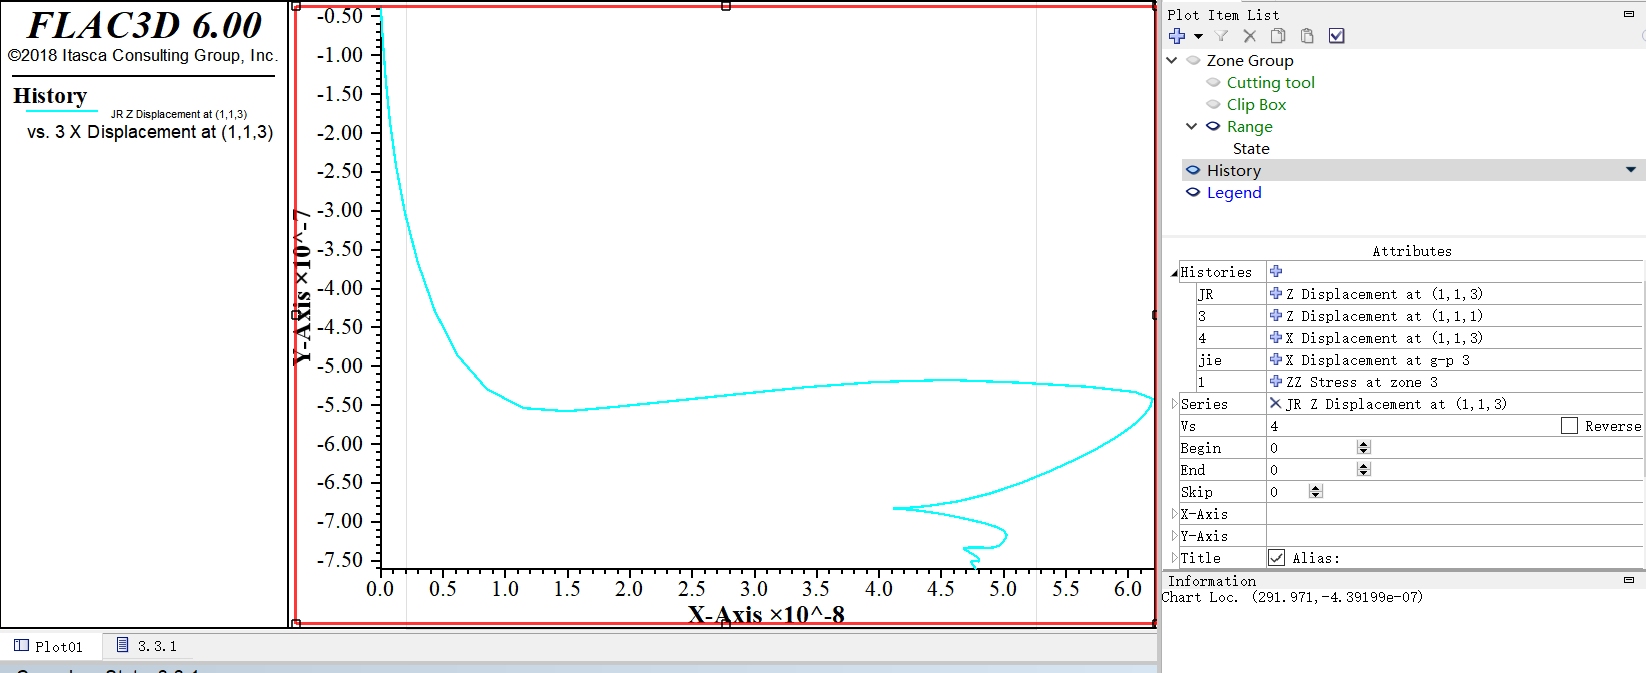 FLAC3D 6.00
©2018 Itasca Consulting Group, Inc.
History
JR Z Displacement at (1,1,3)
vs. 3 X Displacement at (1,1,3)
Y-Axis ×10^-7
-0.50
-1.00
-1.50
-2.00
-2.50
-3.00
-3.50
-4.00
-4.50
-5.00
-5.50
-6.00
-6.50
-7.00
-7.50
0.0 0.5 1.0 1.5 2.0 2.5 3.0 3.5 4.0 4.5 5.0 5.5 6.0
X-Axis ×10^-8
Plot01 3.3.1
Plot Item List
Zone Group
Cutting tool
Clip Box
Range
State
History
Legend
Attributes
Histories
JR Z Displacement at (1,1,3)
3 Z Displacement at (1,1,1)
4 X Displacement at (1,1,3)
jie X Displacement at g-p 3
1 ZZ Stress at zone 3
Series JR Z Displacement at (1,1,3)
Vs 4 Reverse
Begin 0
End 0
Skip 0
X-Axis
Y-Axis
Title Alias:
Information
Chart Loc. (291.971,-4.39199e-07)